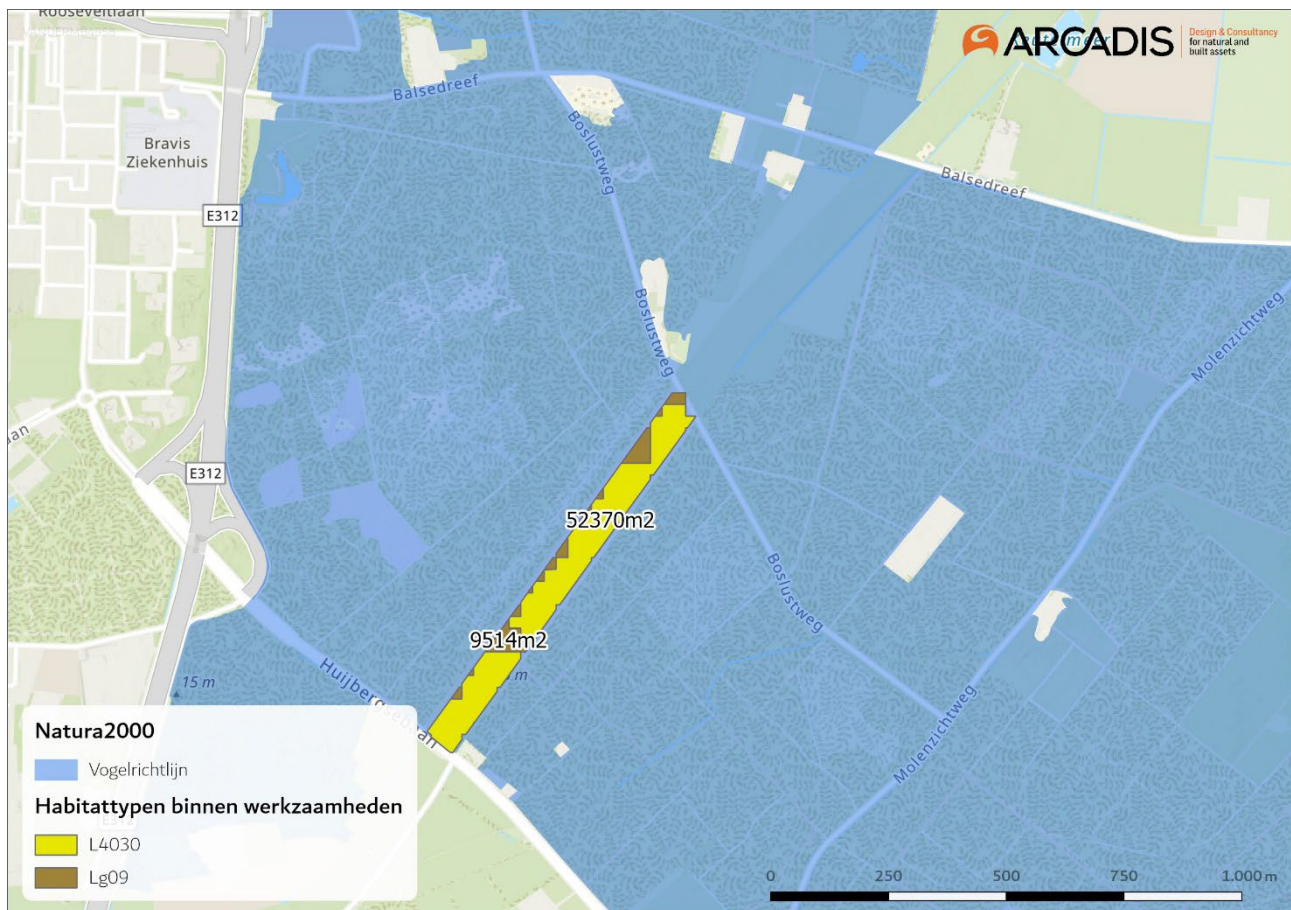 Rooseveltlaan
ARCADIS
Design & Consultancy
for natural and
built assets
Balsedreef
Bravis
Ziekenhuis
Boslustweg
Balsedreef
E312
Boslustweg
Molenzichtweg
E312
52370m2
Boslustweg
9514m2
Huijbergsebaan
15 m
Molenzichtweg
Natura2000
Vogelrichtlijn
Habitattypen binnen werkzaamheden
L4030
Lg09
0 250 500 750 1.000 m